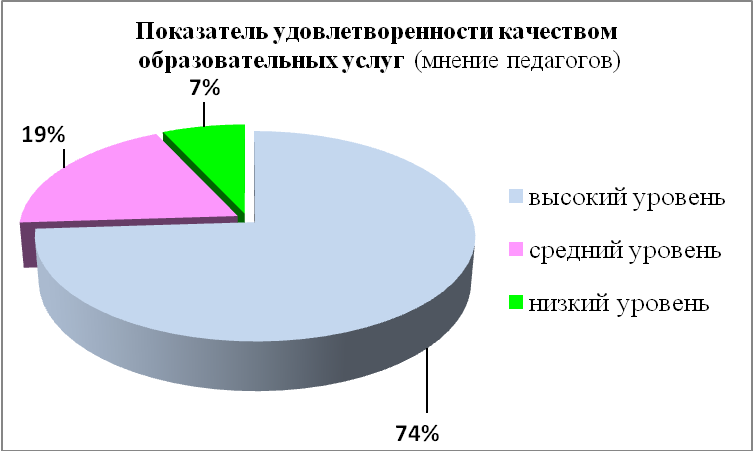 Показатель удовлетворенности качеством
образовательных услуг (мнение педагогов)
7%
19%
высокий уровень
средний уровень
низкий уровень
74%